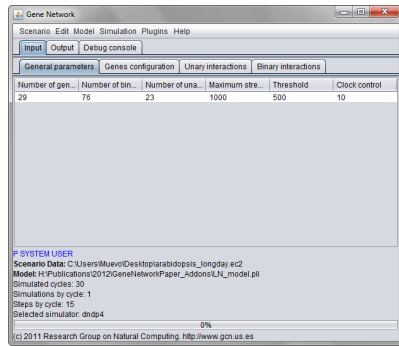 Gene Network
Scenario Edit Model Simulation Plugins Help
Input Output Debug console
General parameters Genes configuration Unary interactions Binary interactions
Number of gen... Number of bin... Number of una... Maximum stre... Threshold Clock control
29 76 23 1000 500 10
P SYSTEM USER
Scenario Data: C:\Users\Muevo\Desktop\arabidopsis_longday.ec2
Model: H:\Publications\2012\GeneNetworkPaper_Addons\LN_model.pli
Simulated cycles: 30
Simulations by cycle: 1
Steps by cycle: 15
Selected simulator: dndp4
0%
(c) 2011 Research Group on Natural Computing. http://www.gcn.us.es